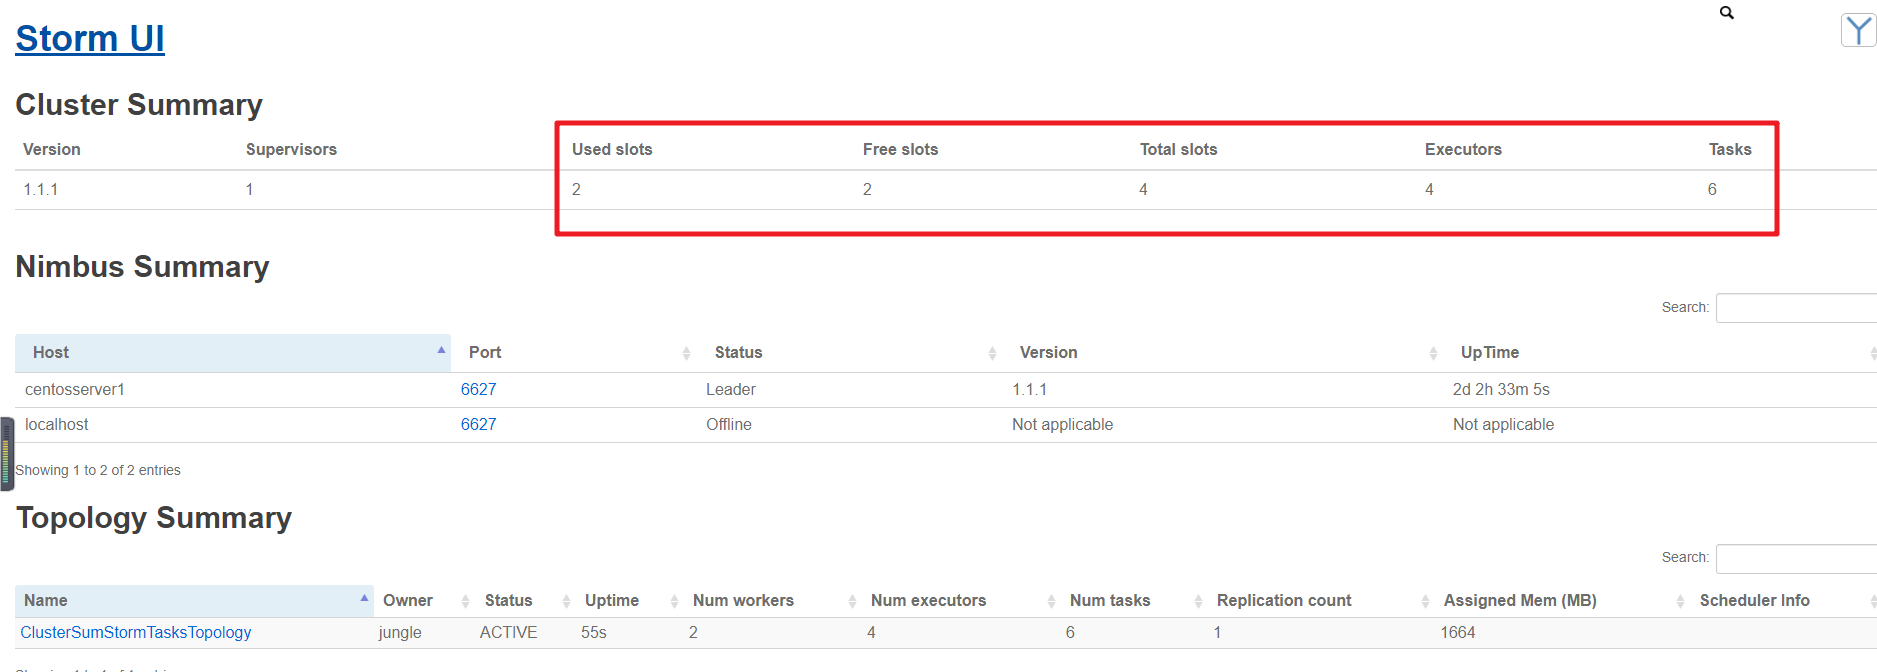 Storm UI
Cluster Summary
Version Supervisors Used slots Free slots Total slots Executors Tasks
1.1.1 1 2 2 4 4 6
Nimbus Summary
Search:
Host Port Status Version UpTime
centosserver1 6627 Leader 1.1.1 2d 2h 33m 5s
localhost 6627 Offline Not applicable Not applicable
Showing 1 to 2 of 2 entries
Topology Summary
Search:
Name Owner Status Uptime Num workers Num executors Num tasks Replication count Assigned Mem (MB) Scheduler Info
ClusterSumStormTasksTopology jungle ACTIVE 55s 2 4 6 1 1664